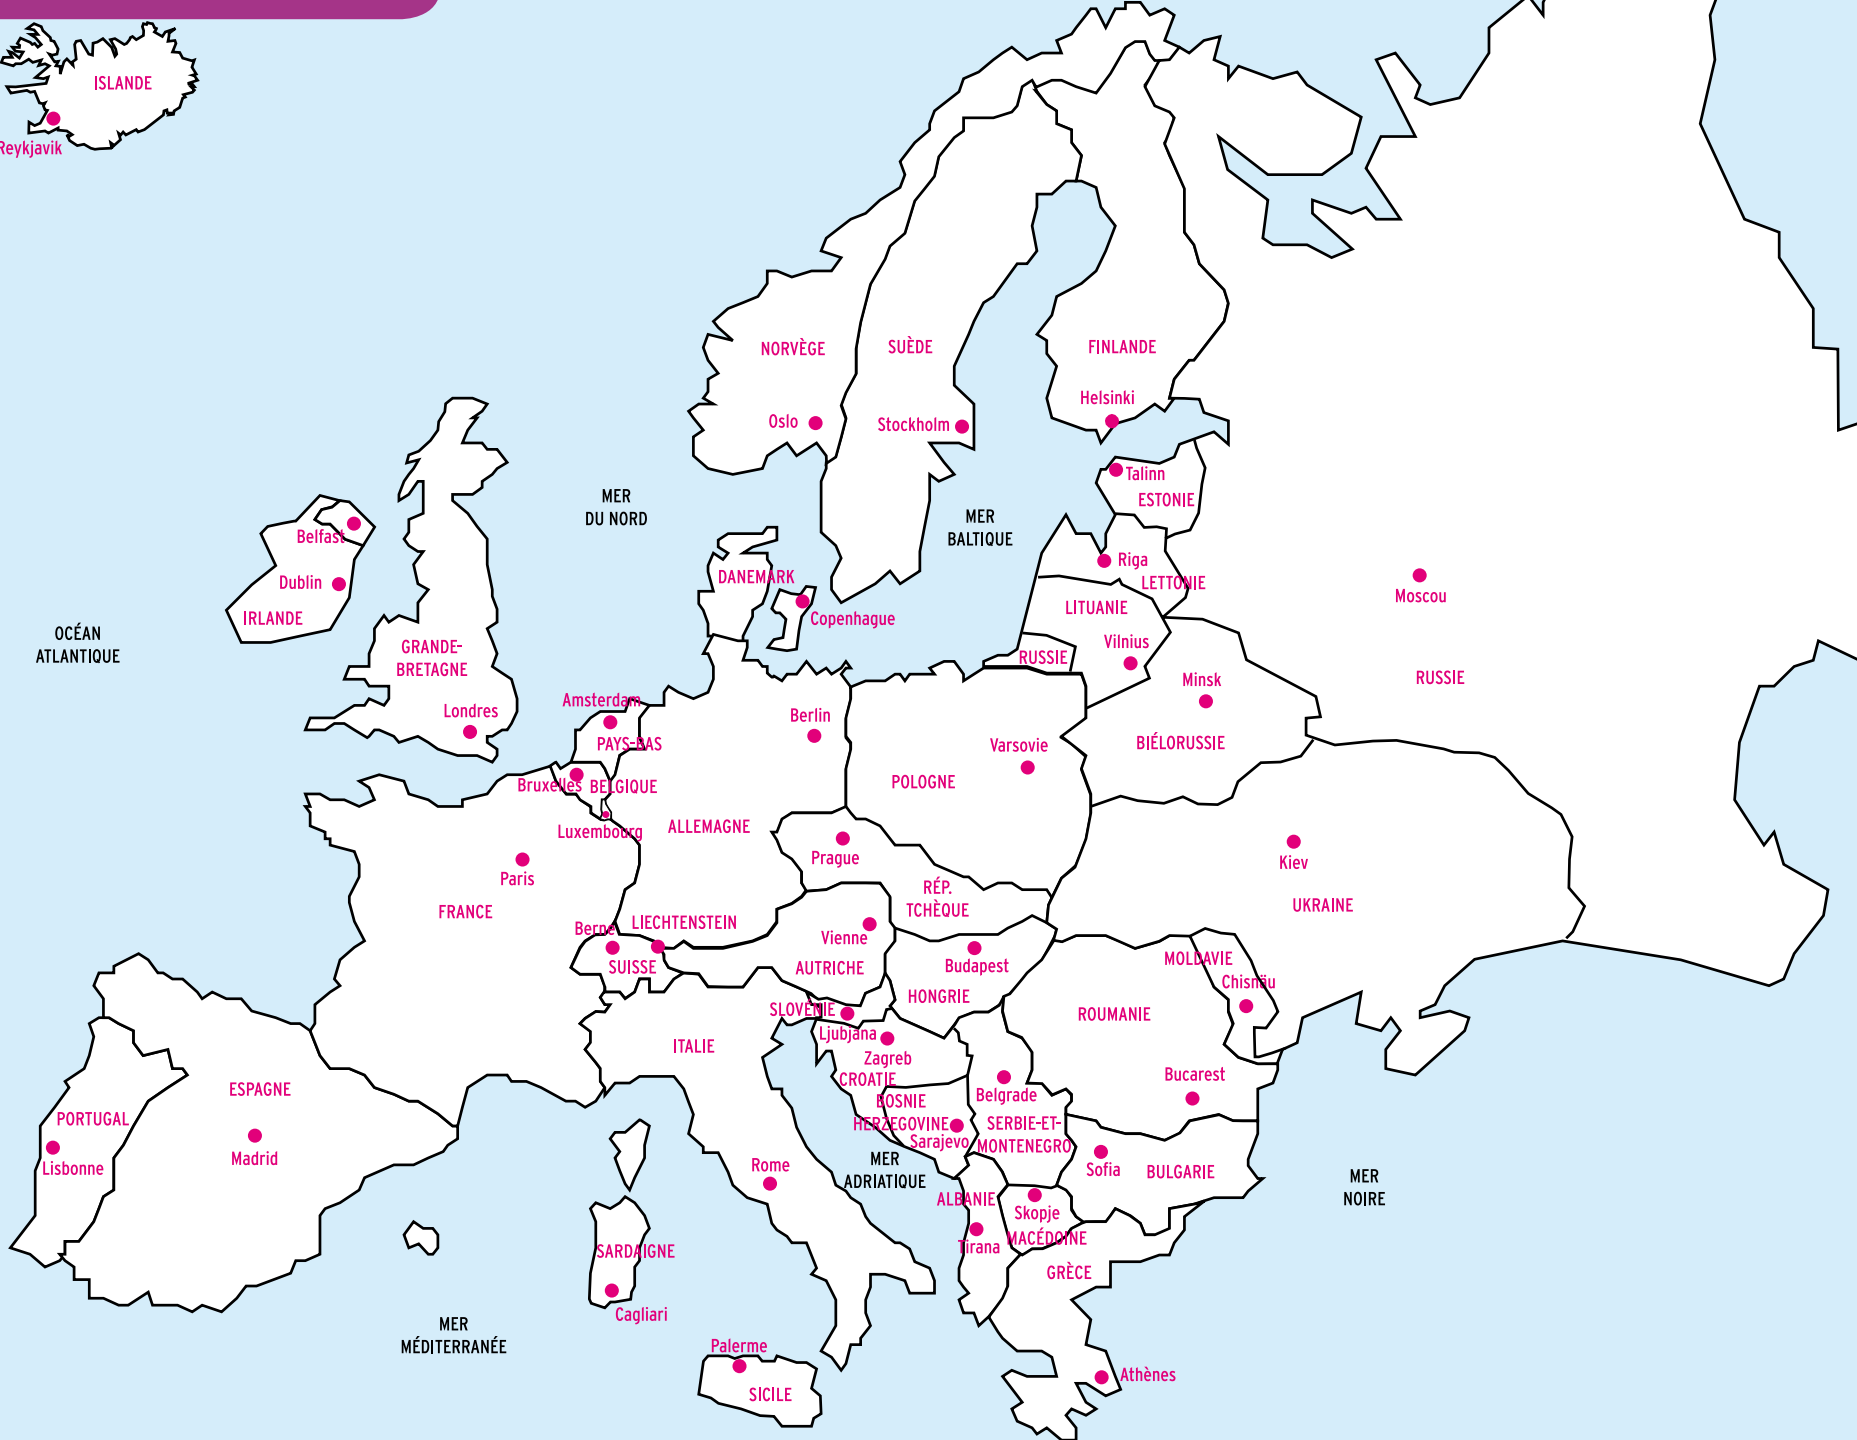 ISLANDE
Reykjavik
NORVÈGE
SUÈDE
FINLANDE
Helsinki
Oslo
Stockholm
Talinn
ESTONIE
MER
DU NORD
MER
BALTIQUE
Belfast
Dublin
IRLANDE
DANEMARK
Copenhague
Riga
LETTONIE
LITUANIE
Vilnius
RUSSIE
Moscou
RUSSIE
OCÉAN
ATLANTIQUE
GRANDE-
BRETAGNE
Londres
Amsterdam
PAYS-BAS
Berlin
Minsk
BIÉLORUSSIE
Varsovie
POLOGNE
Bruxelles
BELGIQUE
Luxembourg
ALLEMAGNE
Prague
RÉP.
TCHÈQUE
Kiev
UKRAINE
Paris
FRANCE
LIECHTENSTEIN
Berne
SUISSE
Vienne
AUTRICHE
Budapest
HONGRIE
MOLDAVIE
Chisnäu
ROUMANIE
Bucarest
SLOVÉNIE
Ljubjana
Zagreb
CROATIE
ITALIE
BOSNIE
HERZEGOVINE
Sarajevo
Belgrade
SERBIE-ET-
MONTENEGRO
ESPAGNE
Madrid
PORTUGAL
Lisbonne
Rome
MER
ADRIATIQUE
Sofia
BULGARIE
MER
NOIRE
ALBANIE
Tirana
Skopje
MACÉDOINE
GRÈCE
Athènes
SARDAIGNE
Cagliari
MER
MÉDITERRANÉE
Palerme
SICILE